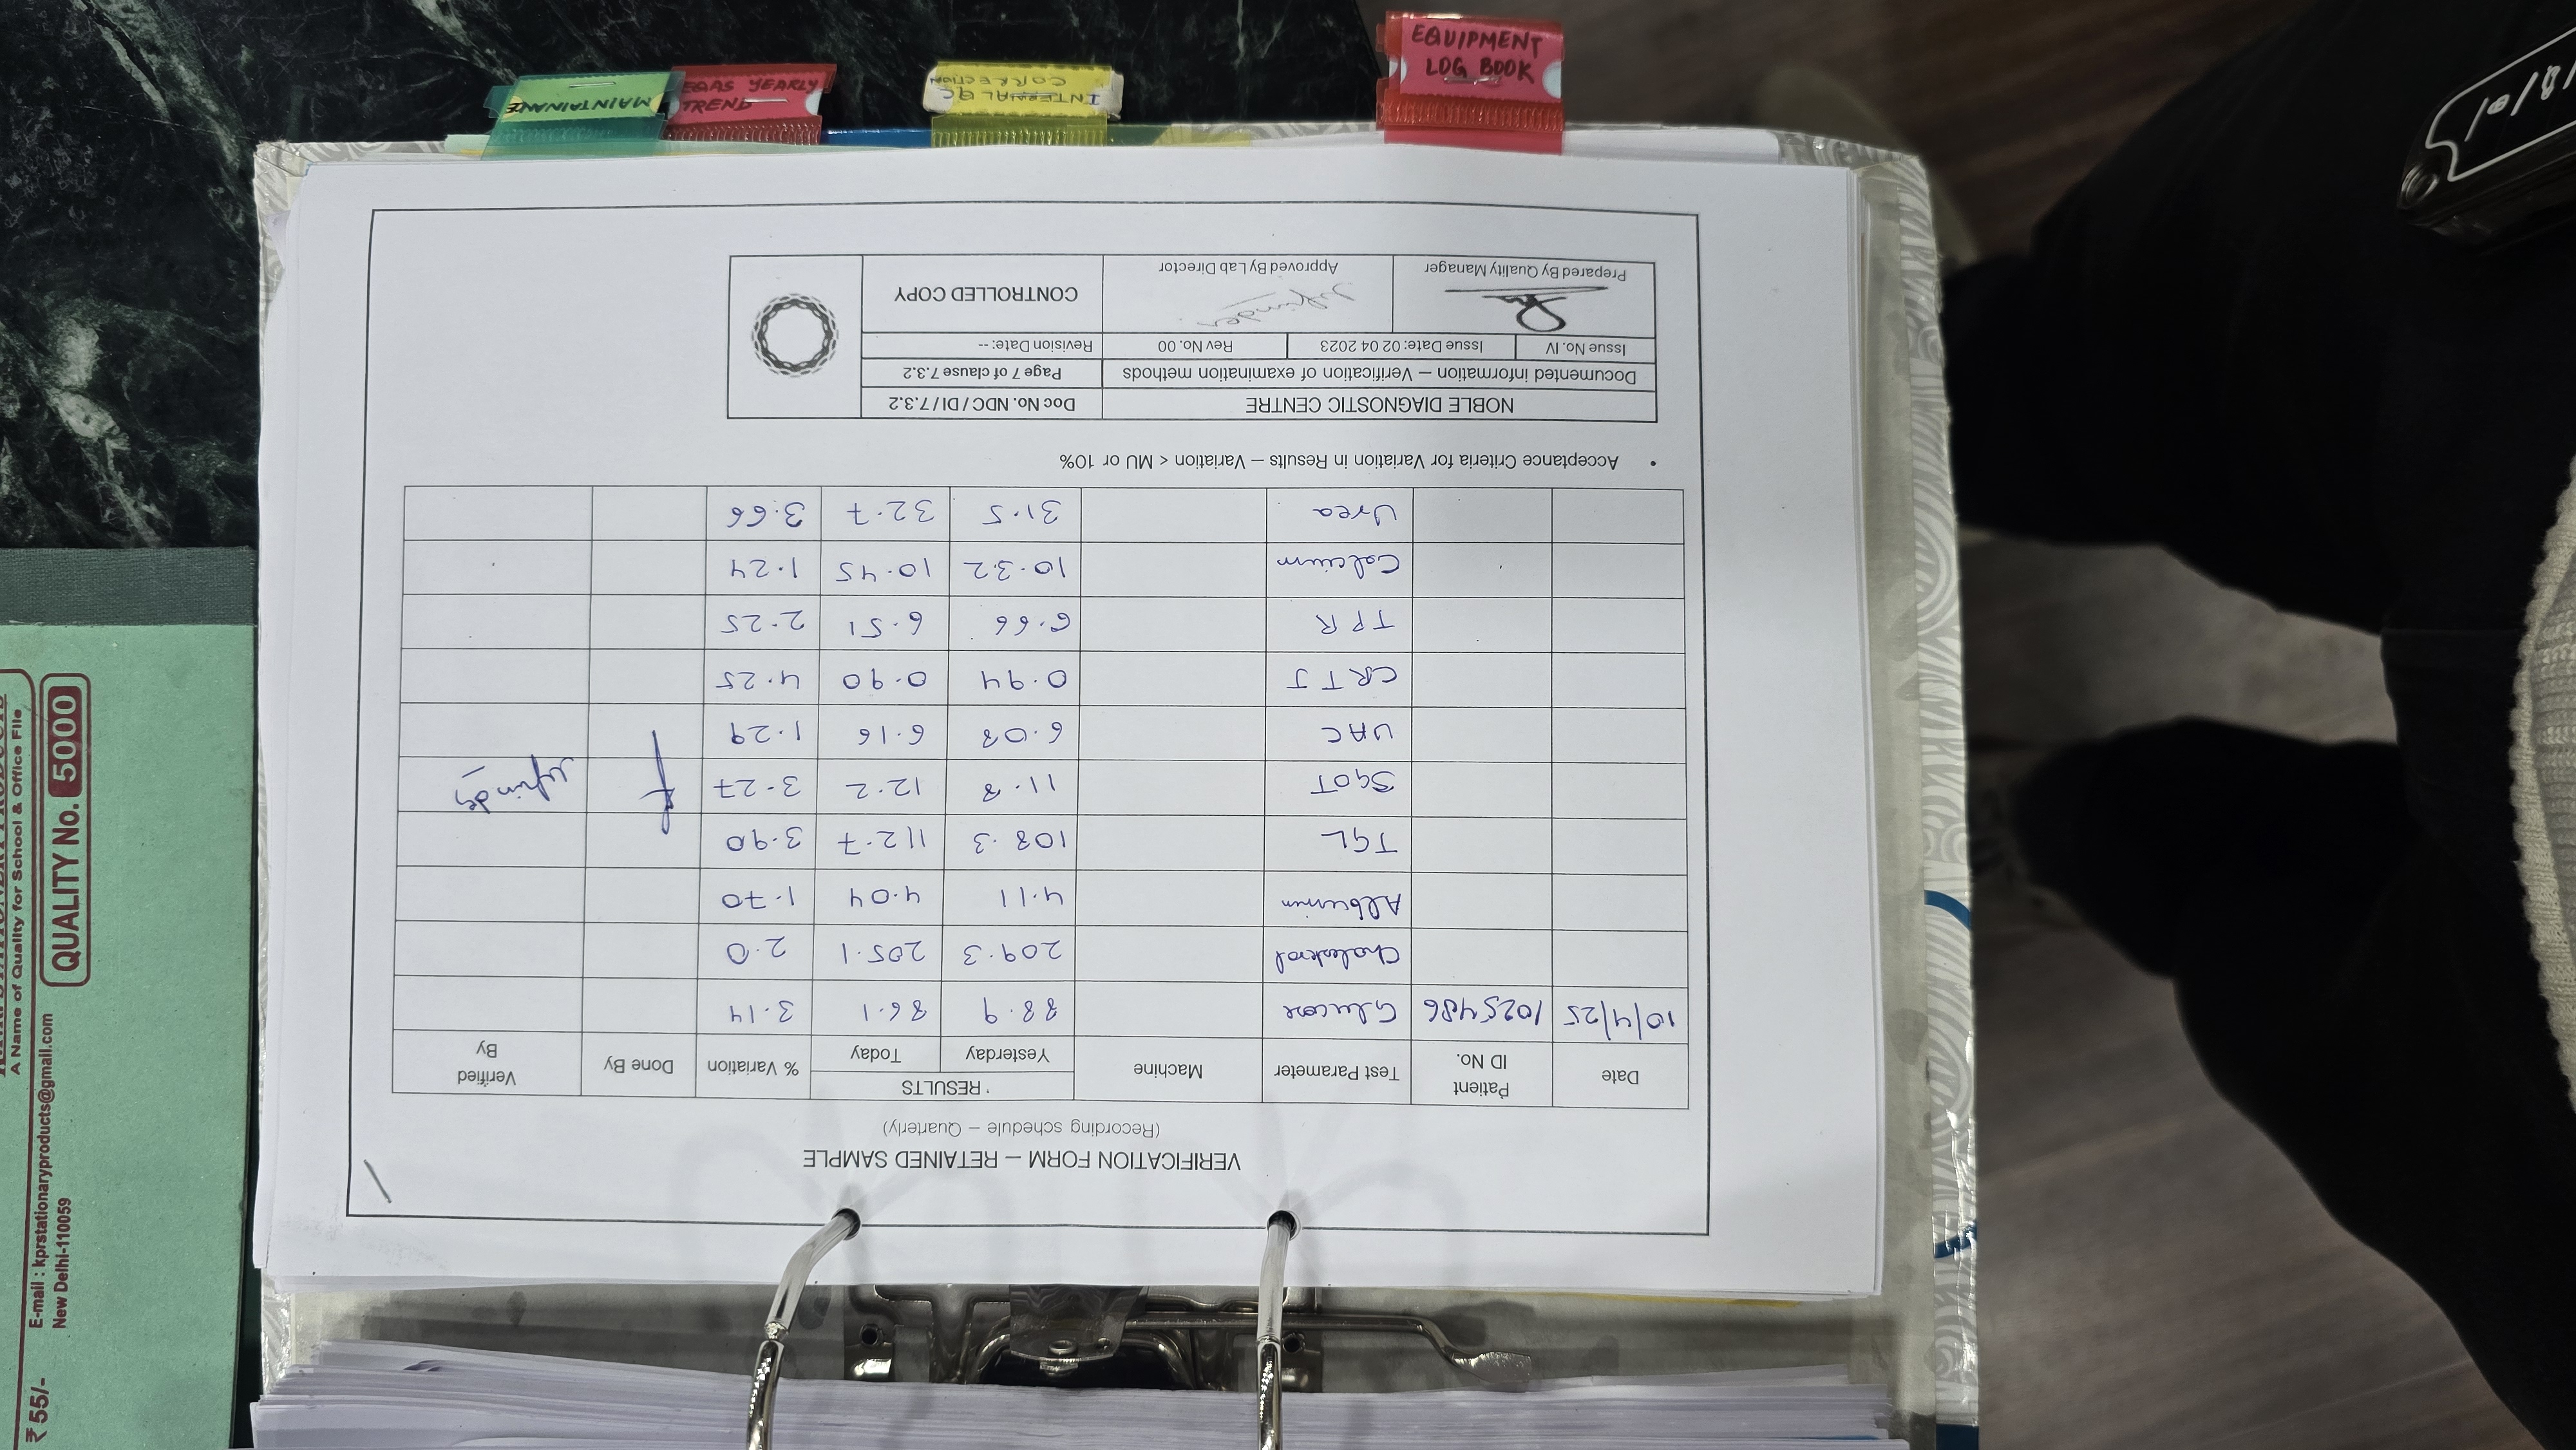 VERIFICATION FORM – RETAINED SAMPLE
(Recording schedule – Quarterly)
Date Patient ID No. Test Parameter Machine RESULTS Yesterday Today % Variation Done By Verified By
10/4/25 1025486 Glucose 88.9 86.1 3.14
Cholesterol 209.3 205.1 2.0
Albumin 4.11 4.04 1.70
TGL 108.3 112.7 3.90
SGOT 11.8 12.2 3.27
UAC 6.08 6.16 1.29
CRTJ 0.94 0.90 4.25
TPR 6.66 6.51 2.25
Calcium 10.32 10.45 1.24
Urea 31.5 32.7 3.66
• Acceptance Criteria for Variation in Results – Variation < MU or 10%
NOBLE DIAGNOSTIC CENTRE Doc No. NDC / DI / 7.3.2
Documented information – Verification of examination methods Page 7 of clause 7.3.2
Issue No. IV Issue Date: 02 04 2023 Rev No. 00 Revision Date: --
Prepared By Quality Manager Approved By Lab Director CONTROLLED COPY
MAINTAINANCE
EQAS YEARLY
TREND
INTERNAL QC
CORRECTION
EQUIPMENT
LOG BOOK
A Name of Quality for School & Office File
QUALITY No. 5000
E-mail : kprstationaryproducts@gmail.com
New Delhi-110059
₹ 55/-